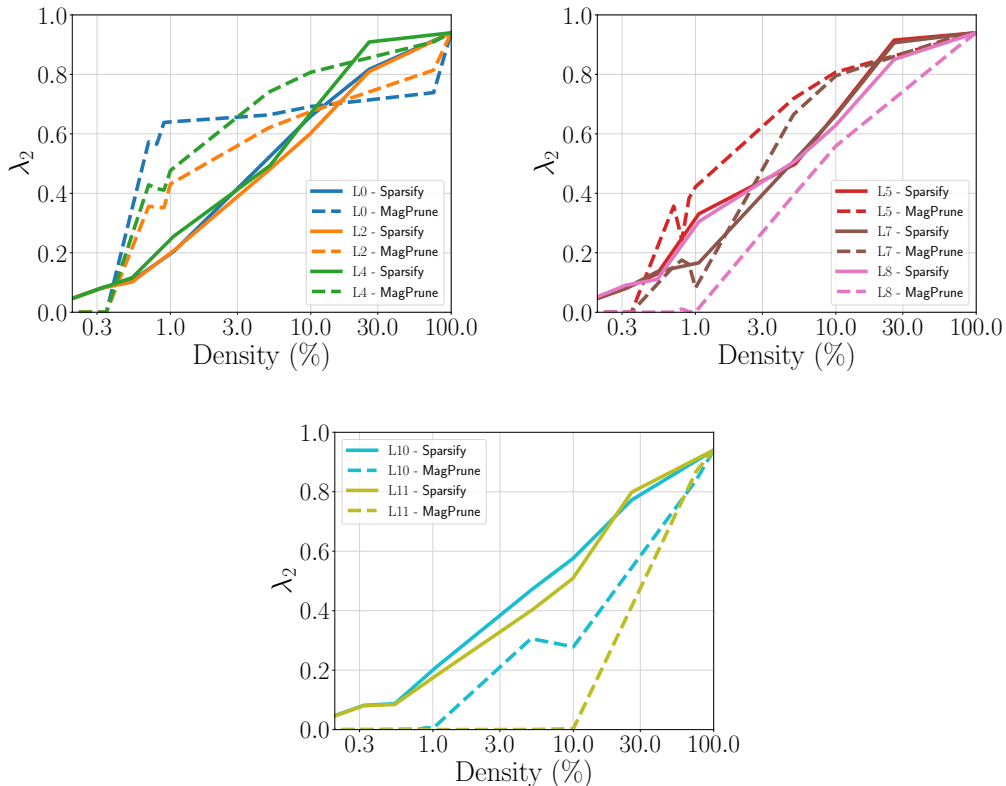 1.0
0.8
0.6
0.4
0.2
0.0
λ2
L0 - Sparsify
L0 - MagPrune
L2 - Sparsify
L2 - MagPrune
L4 - Sparsify
L4 - MagPrune
0.3 1.0 3.0 10.0 30.0 100.0
Density (%)
1.0
0.8
0.6
0.4
0.2
0.0
λ2
L5 - Sparsify
L5 - MagPrune
L7 - Sparsify
L7 - MagPrune
L8 - Sparsify
L8 - MagPrune
0.3 1.0 3.0 10.0 30.0 100.0
Density (%)
1.0
0.8
0.6
0.4
0.2
0.0
λ2
L10 - Sparsify
L10 - MagPrune
L11 - Sparsify
L11 - MagPrune
0.3 1.0 3.0 10.0 30.0 100.0
Density (%)